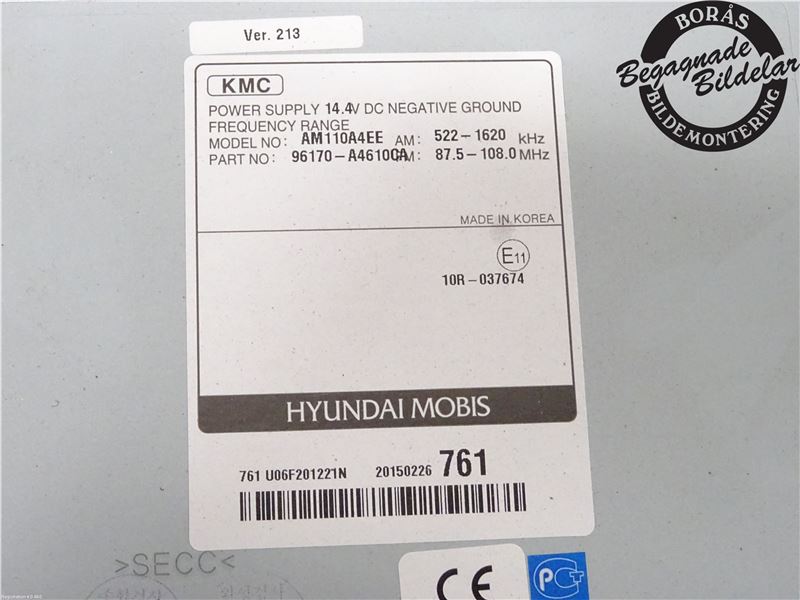 Ver. 213
BORÅS
Begagnade
Bildelar
BILDEMONTERING
KMC
POWER SUPPLY 14.4V DC NEGATIVE GROUND
FREQUENCY RANGE
MODEL NO: AM110A4EE AM: 522-1620 kHz
PART NO: 96170-A4610CA FM: 87.5-108.0 MHz
MADE IN KOREA
E11
10R-037674
HYUNDAI MOBIS
761 U06F201221N 20150226 761
>SECC<
CE